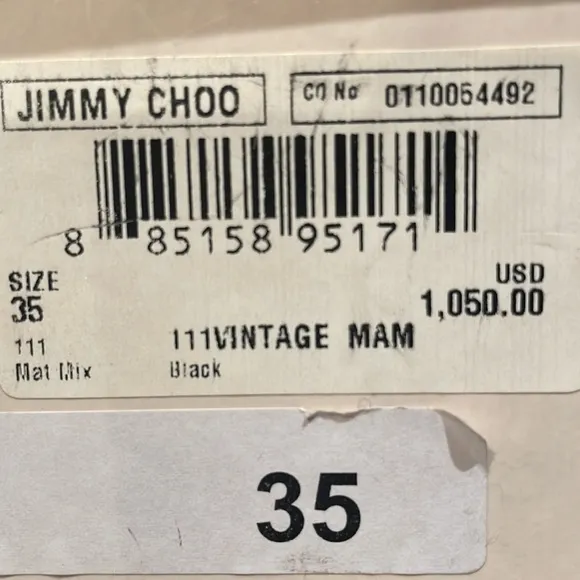 JIMMY CHOO
CO No 0110054492
8 85158 95171
SIZE
35
USD
1,050.00
111 111VINTAGE MAM
Mat Mix Black
35